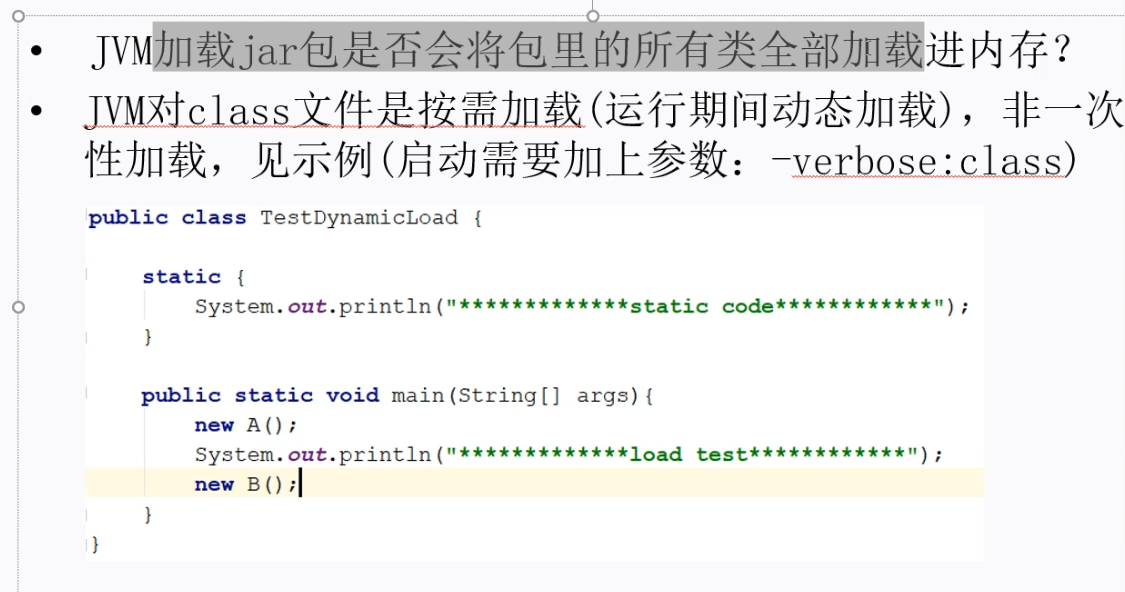 • JVM加载jar包是否会将包里的所有类全部加载进内存？
• JVM对class文件是按需加载(运行期间动态加载)，非一次
性加载，见示例(启动需要加上参数：-verbose:class)
public class TestDynamicLoad {
static {
System.out.println("*************static code************");
}
public static void main(String[] args){
new A();
System.out.println("*************load test************");
new B();
}
}